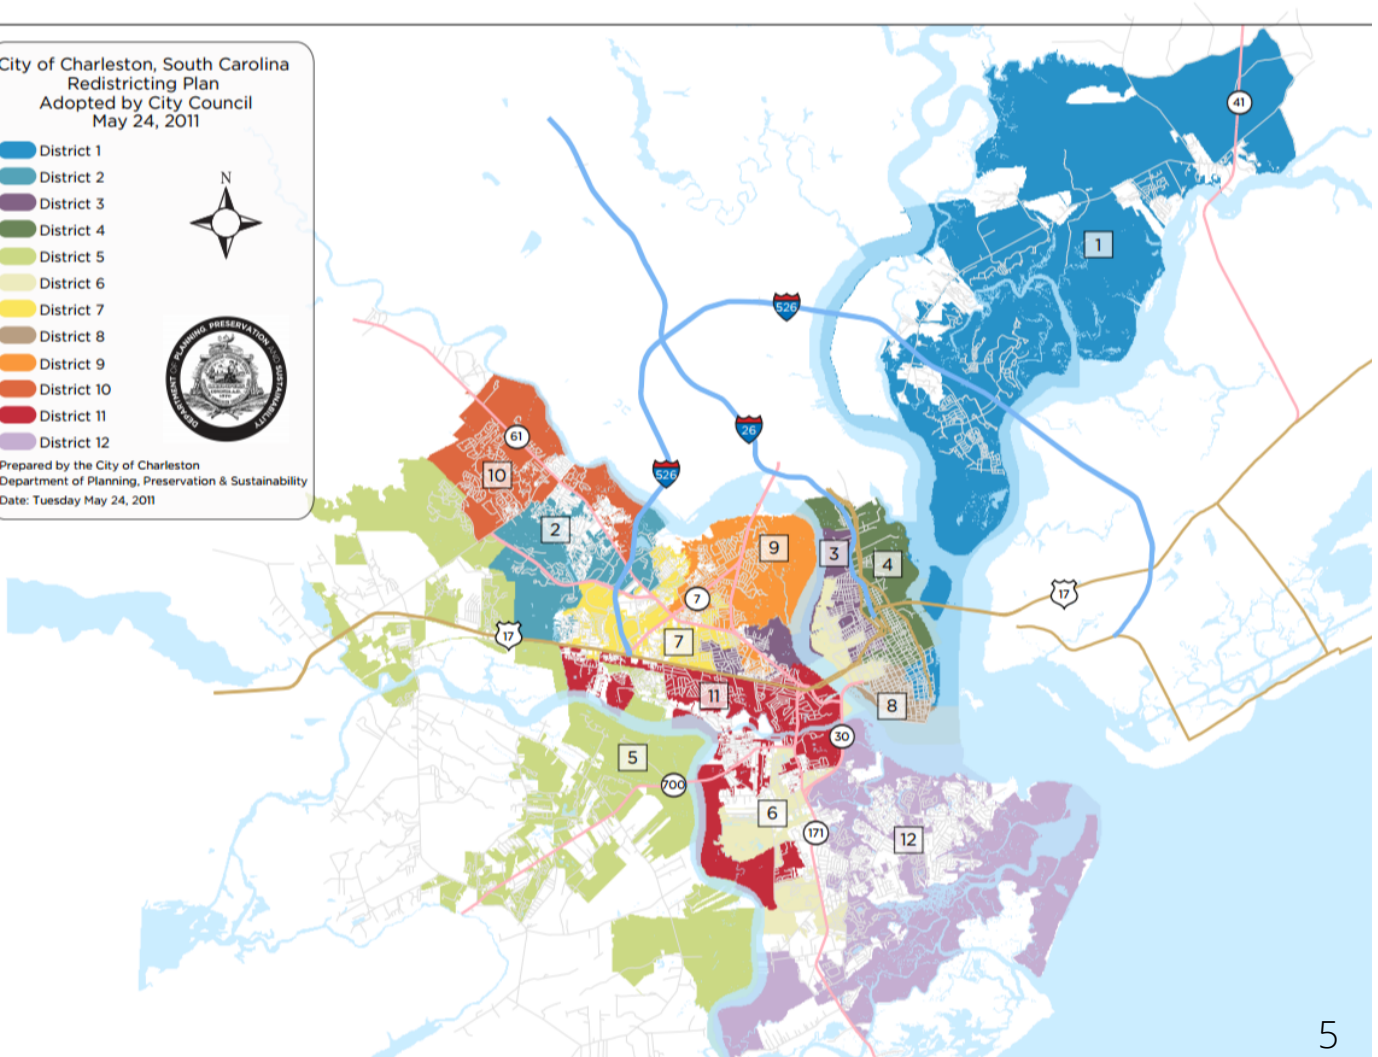 City of Charleston, South Carolina
Redistricting Plan
Adopted by City Council
May 24, 2011
District 1
District 2
District 3
District 4
District 5
District 6
District 7
District 8
District 9
District 10
District 11
District 12
N
DEPARTMENT OF PLANNING, PRESERVATION AND SUSTAINABILITY
Prepared by the City of Charleston
Department of Planning, Preservation & Sustainability
Date: Tuesday May 24, 2011
41
1
526
26
61
526
10
2
9
3
4
7
17
17
7
11
8
30
5
700
6
171
12
5